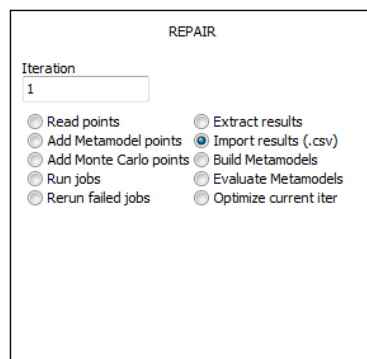 REPAIR
Iteration
1
Read points
Extract results
Add Metamodel points
Import results (.csv)
Add Monte Carlo points
Build Metamodels
Run jobs
Evaluate Metamodels
Rerun failed jobs
Optimize current iter